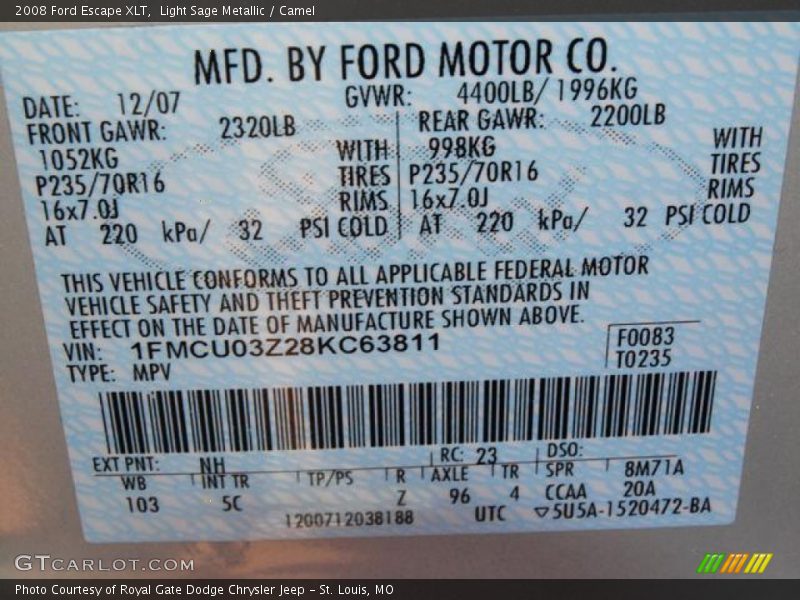 2008 Ford Escape XLT,  Light Sage Metallic / Camel
MFD. BY FORD MOTOR CO.
DATE: 12/07 GVWR: 4400LB/ 1996KG
FRONT GAWR: 2320LB REAR GAWR: 2200LB
1052KG WITH 998KG WITH
P235/70R16 TIRES P235/70R16 TIRES
16x7.0J RIMS 16x7.0J RIMS
AT 220 kPa/ 32 PSI COLD AT 220 kPa/ 32 PSI COLD
THIS VEHICLE CONFORMS TO ALL APPLICABLE FEDERAL MOTOR
VEHICLE SAFETY AND THEFT PREVENTION STANDARDS IN
EFFECT ON THE DATE OF MANUFACTURE SHOWN ABOVE.
VIN: 1FMCU03Z28KC63811 F0083
TYPE: MPV T0235
EXT PNT: NH RC: 23 DSO:
WB INT TR TP/PS R AXLE TR SPR 8M71A
103 5C Z 96 4 CCAA 20A
1200712038188 UTC ▽5U5A-1520472-BA
GTCARLOT.COM
Photo Courtesy of Royal Gate Dodge Chrysler Jeep – St. Louis, MO